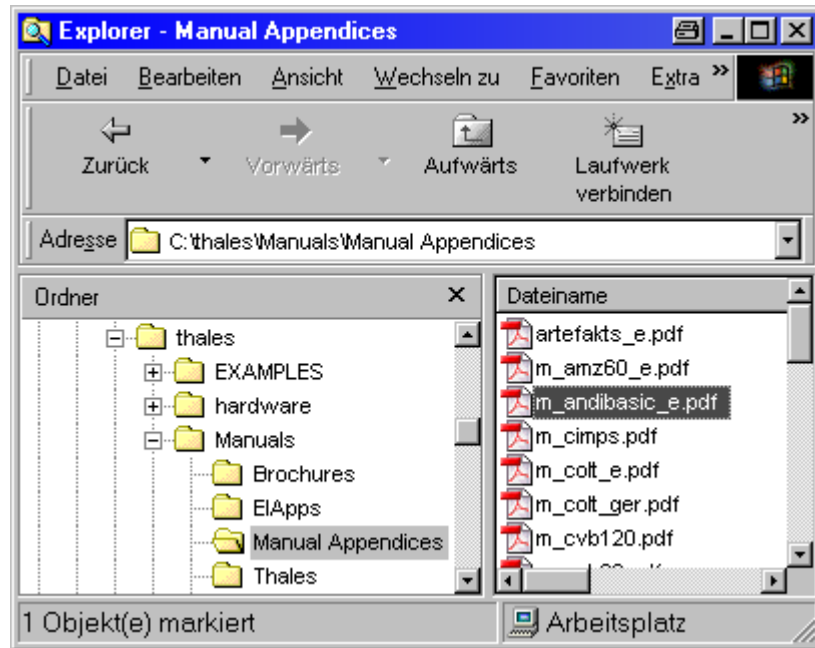 Explorer - Manual Appendices
Datei Bearbeiten Ansicht Wechseln zu Favoriten Extra »
Zurück Vorwärts Aufwärts Laufwerk verbinden »
Adresse C:\thales\Manuals\Manual Appendices
Ordner
thales
EXAMPLES
hardware
Manuals
Brochures
ElApps
Manual Appendices
Thales
Dateiname
artefakts_e.pdf
m_amz60_e.pdf
m_andibasic_e.pdf
m_cimps.pdf
m_colt_e.pdf
m_colt_ger.pdf
m_cvb120.pdf
1 Objekt(e) markiert
Arbeitsplatz